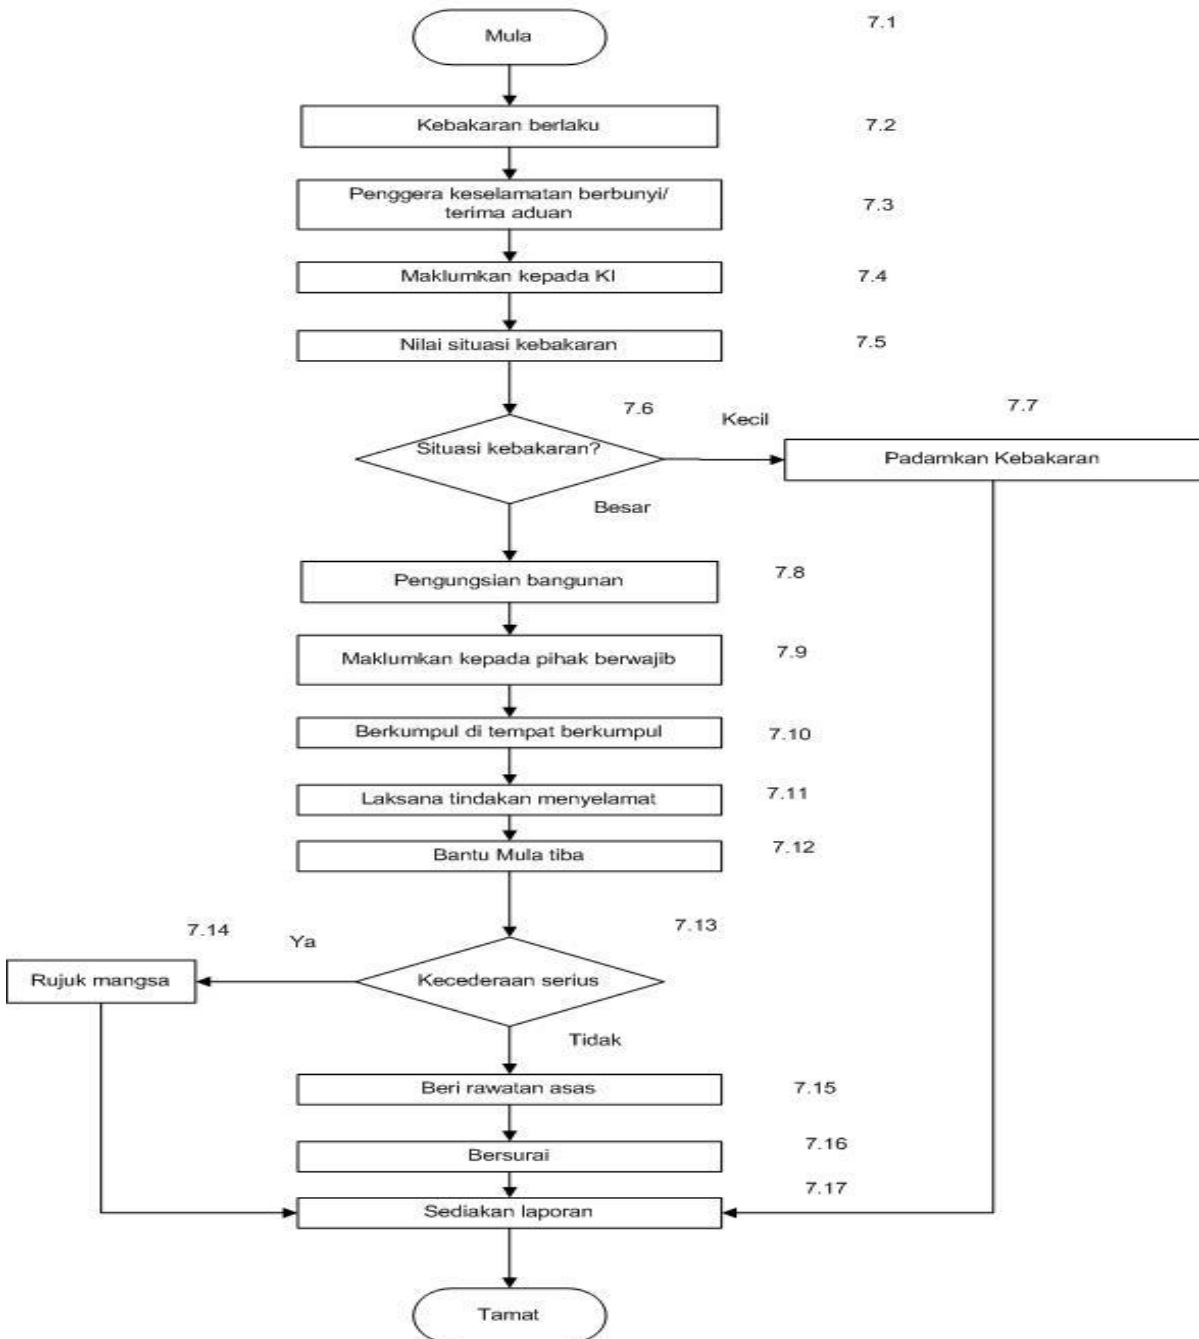 Mula
7.1
Kebakaran berlaku
7.2
Penggera keselamatan berbunyi/
terima aduan
7.3
Maklumkan kepada KI
7.4
Nilai situasi kebakaran
7.5
7.6
Kecil
7.7
Situasi kebakaran?
Padamkan Kebakaran
Besar
Pengungsian bangunan
7.8
Maklumkan kepada pihak berwajib
7.9
Berkumpul di tempat berkumpul
7.10
Laksana tindakan menyelamat
7.11
Bantu Mula tiba
7.12
7.14
Ya
7.13
Rujuk mangsa
Kecederaan serius
Tidak
Beri rawatan asas
7.15
Bersurai
7.16
7.17
Sediakan laporan
Tamat